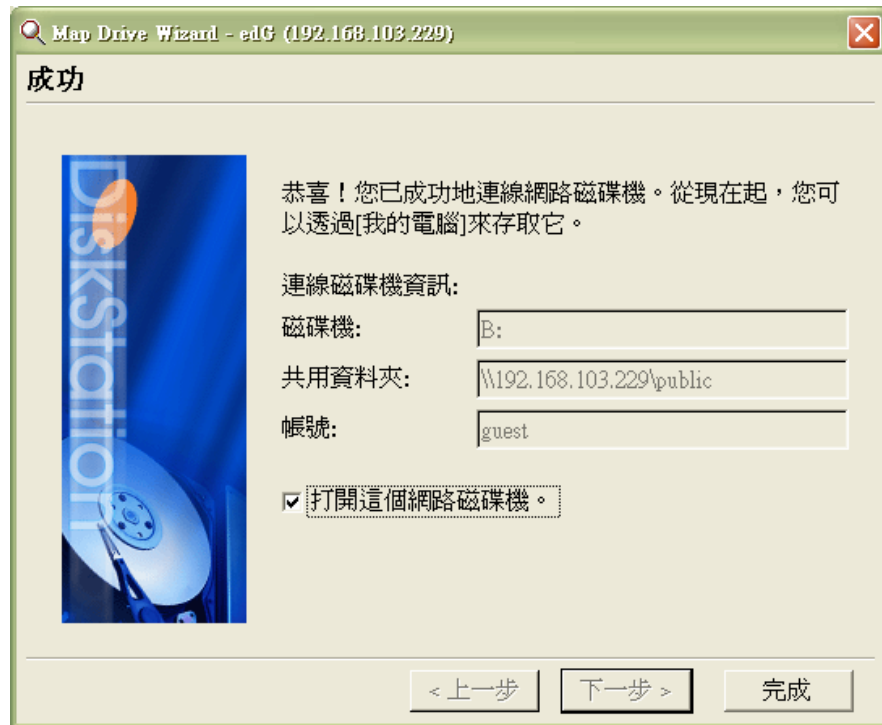 Map Drive Wizard - edG (192.168.103.229)
成功
DiskStation
恭喜！您已成功地連線網路磁碟機。從現在起，您可
以透過[我的電腦]來存取它。
連線磁碟機資訊:
磁碟機: B:
共用資料夾: \\192.168.103.229\public
帳號: guest
打開這個網路磁碟機。
< 上一步 下一步 > 完成